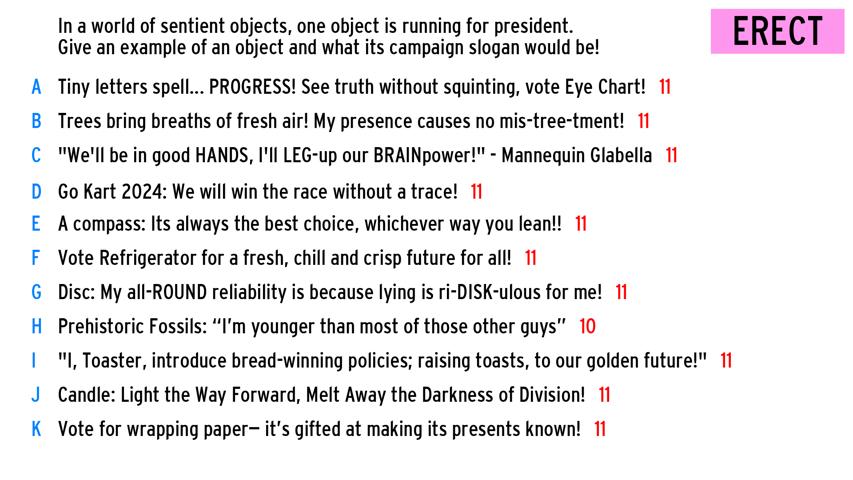 In a world of sentient objects, one object is running for president.
Give an example of an object and what its campaign slogan would be!
ERECT
A Tiny letters spell... PROGRESS! See truth without squinting, vote Eye Chart! 11
B Trees bring breaths of fresh air! My presence causes no mis-tree-tment! 11
C "We'll be in good HANDS, I'll LEG-up our BRAINpower!" - Mannequin Glabella 11
D Go Kart 2024: We will win the race without a trace! 11
E A compass: Its always the best choice, whichever way you lean!! 11
F Vote Refrigerator for a fresh, chill and crisp future for all! 11
G Disc: My all-ROUND reliability is because lying is ri-DISK-ulous for me! 11
H Prehistoric Fossils: “I’m younger than most of those other guys” 10
I "I, Toaster, introduce bread-winning policies; raising toasts, to our golden future!" 11
J Candle: Light the Way Forward, Melt Away the Darkness of Division! 11
K Vote for wrapping paper— it’s gifted at making its presents known! 11